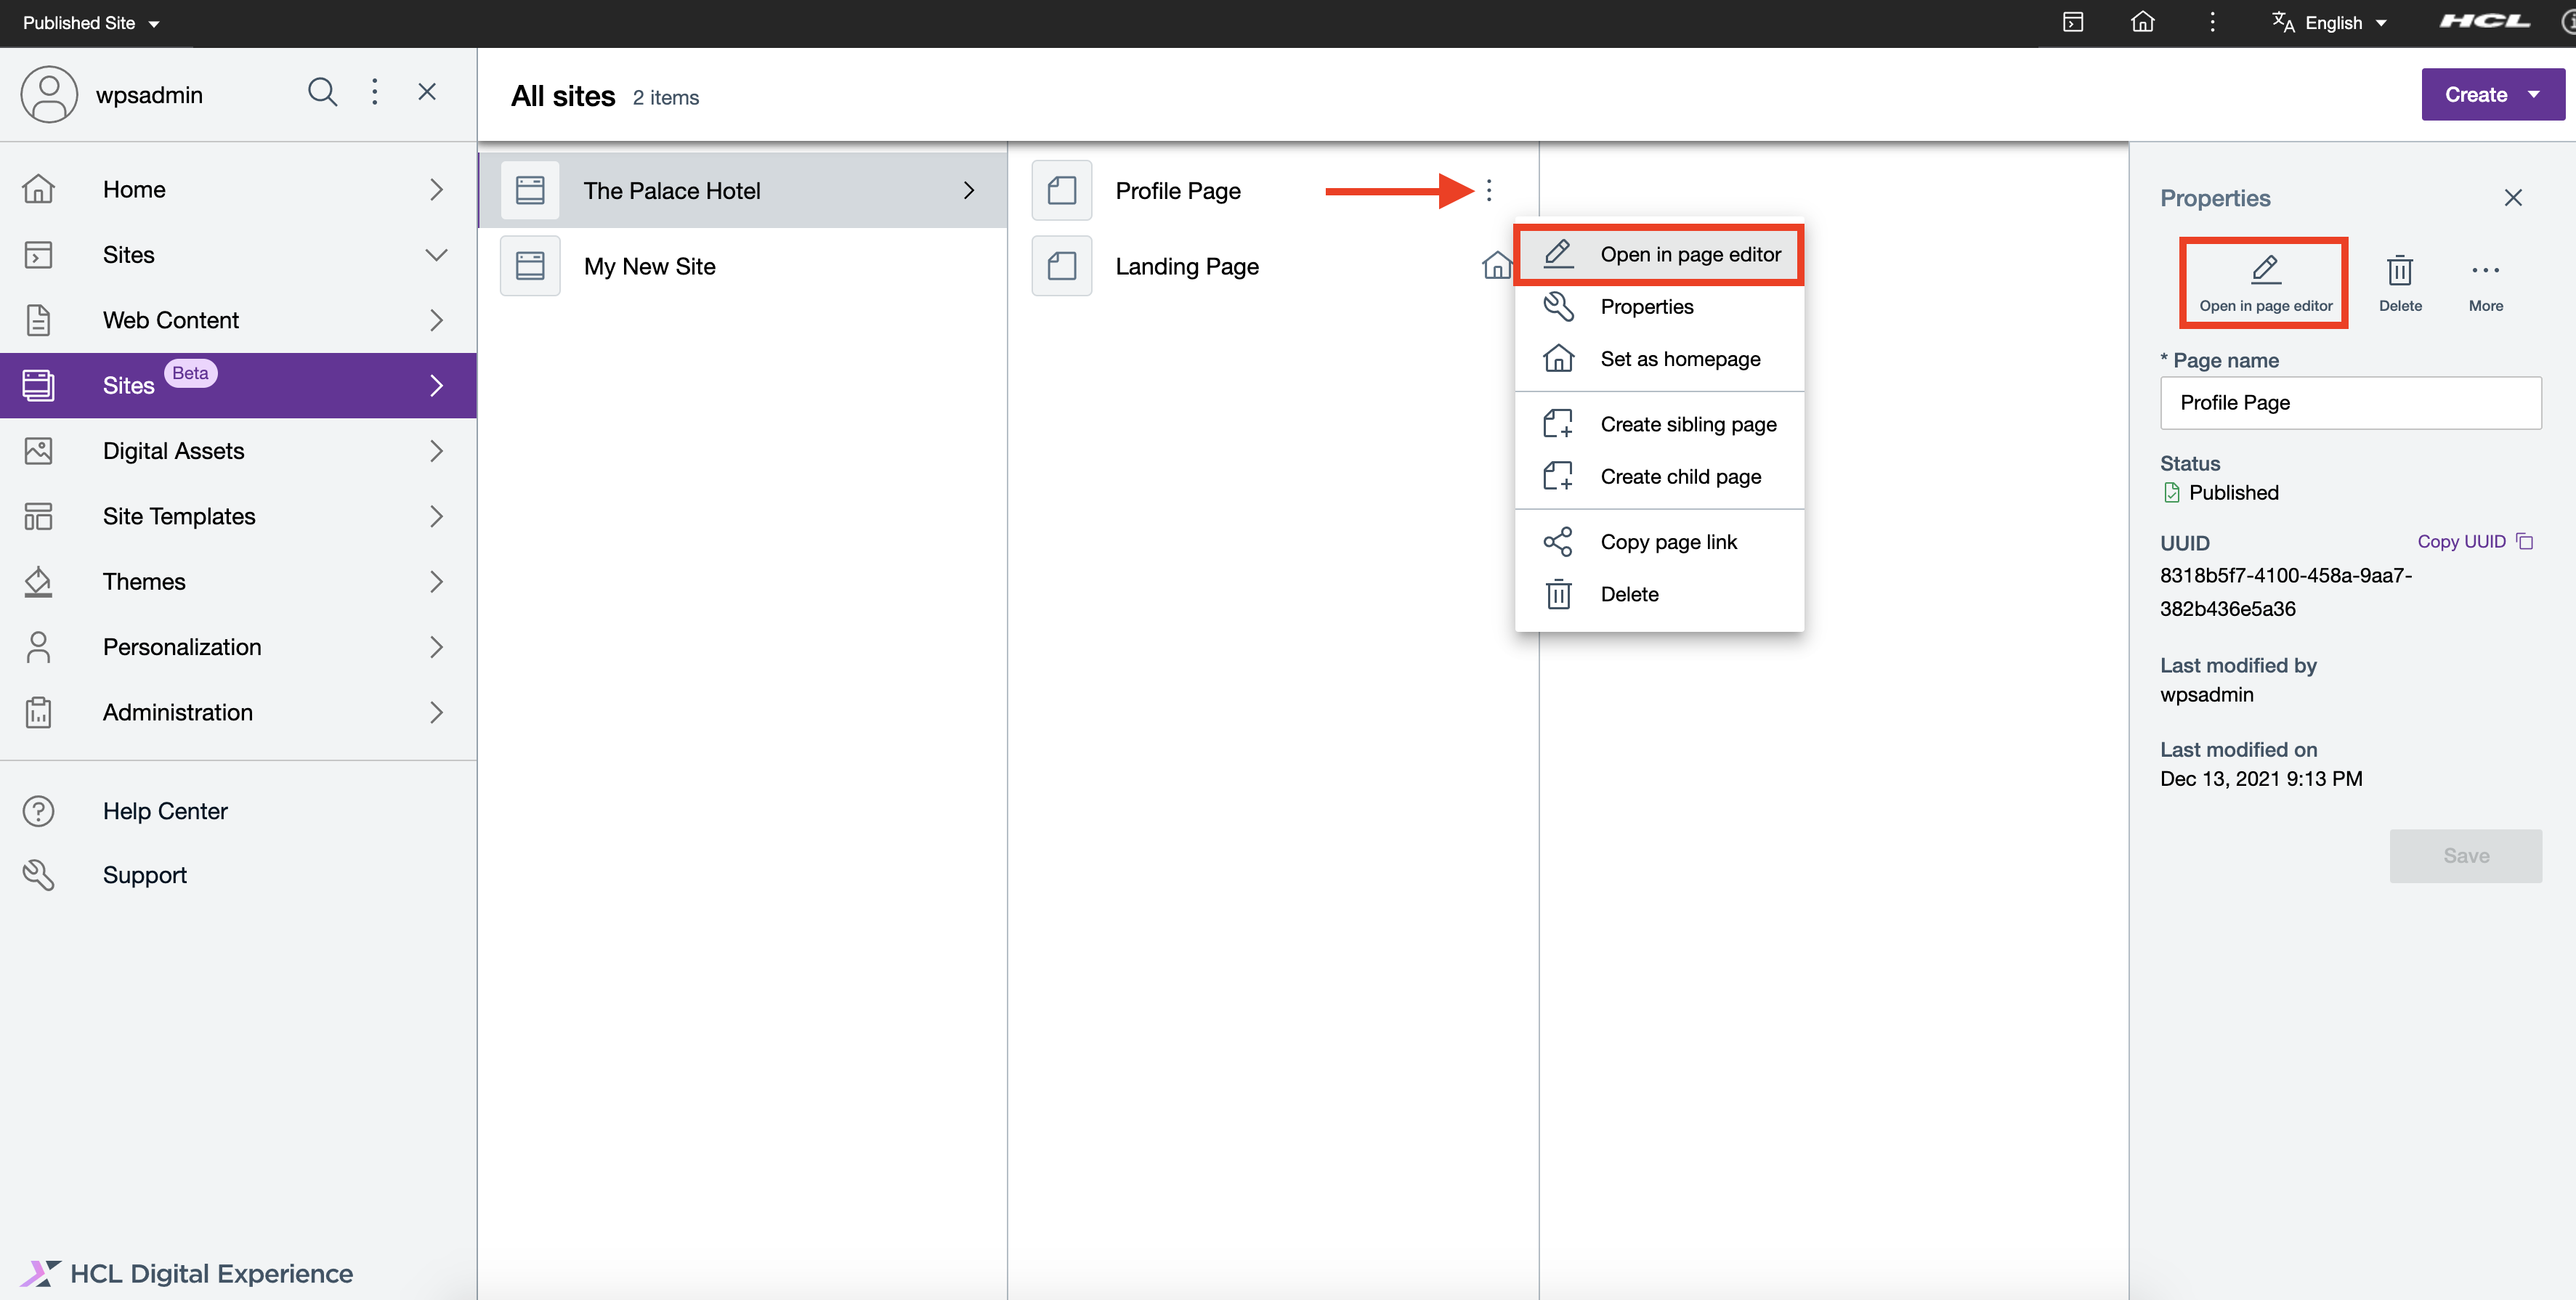 Published Site
English
HCL
wpsadmin
All sites 2 items
Create
Home
Sites
Web Content
Sites Beta
Digital Assets
Site Templates
Themes
Personalization
Administration
Help Center
Support
HCL Digital Experience
The Palace Hotel
My New Site
Profile Page
Landing Page
Open in page editor
Properties
Set as homepage
Create sibling page
Create child page
Copy page link
Delete
Properties
Open in page editor
Delete
More
* Page name
Profile Page
Status
Published
UUID
Copy UUID
8318b5f7-4100-458a-9aa7-
382b436e5a36
Last modified by
wpsadmin
Last modified on
Dec 13, 2021 9:13 PM
Save